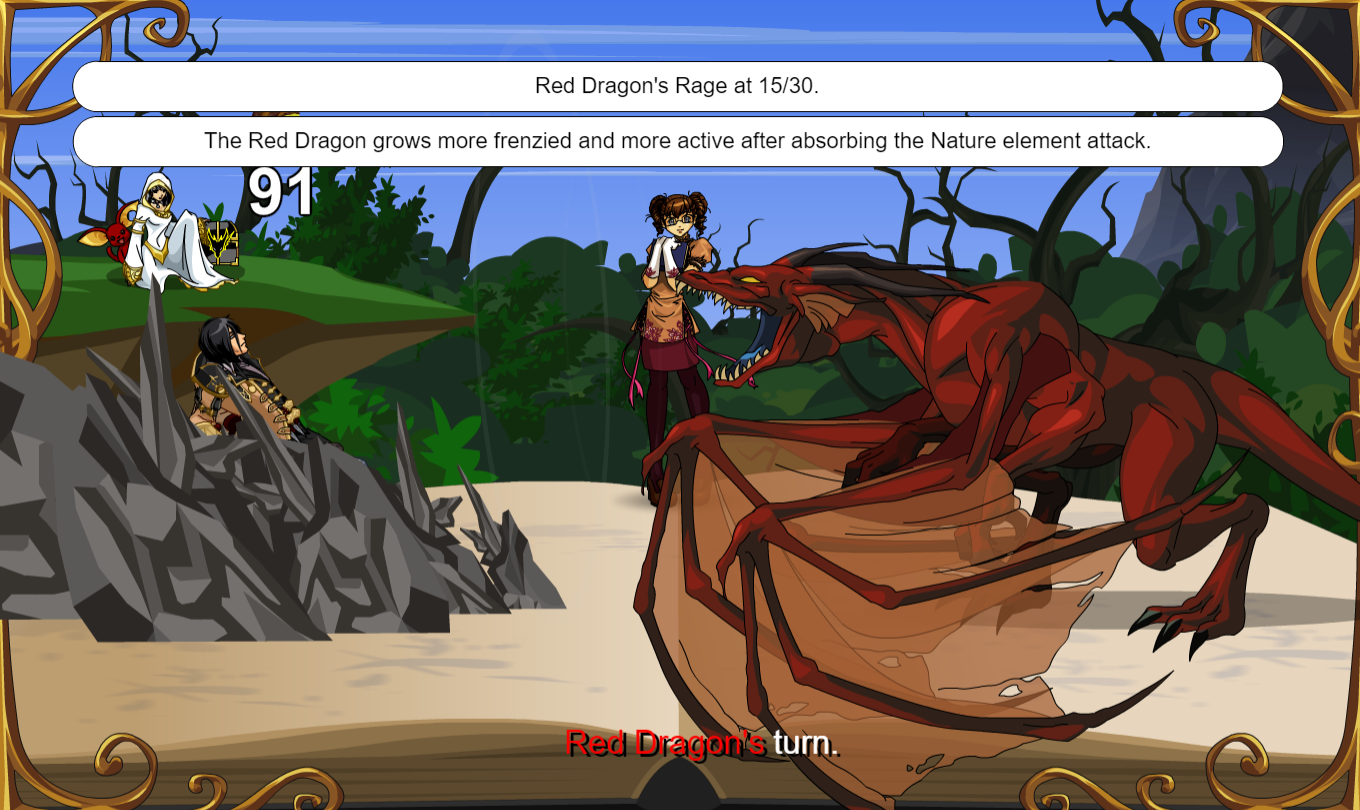 Red Dragon's Rage at 15/30.
The Red Dragon grows more frenzied and more active after absorbing the Nature element attack.
91
Red Dragon's turn.